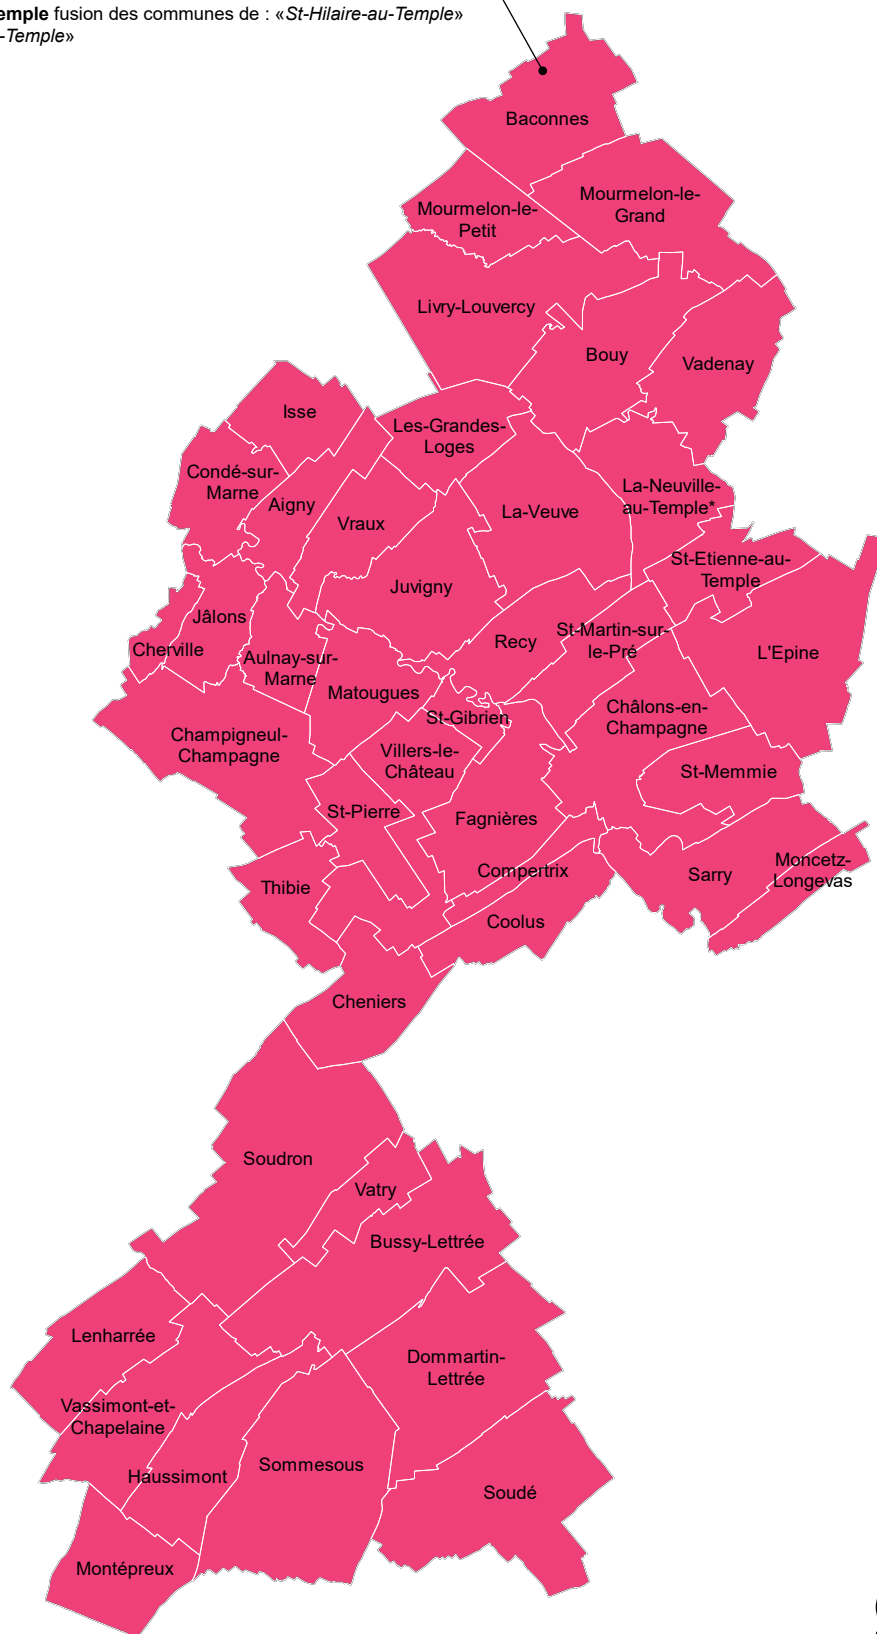 emple fusion des communes de : «St-Hilaire-au-Temple»
-Temple»
Baconnes
Mourmelon-le-
Grand
Mourmelon-le-
Petit
Livry-Louvercy
Bouy
Vadenay
Isse
Les-Grandes-
Loges
Condé-sur-
Marne
Aigny
Vraux
La-Veuve
La-Neuville-
au-Temple*
St-Etienne-au-
Temple
Juvigny
Jâlons
Cherville
Aulnay-sur-
Marne
Recy
St-Martin-sur-
le-Pré
L'Epine
Matougues
St-Gibrien
Châlons-en-
Champagne
Champigneul-
Champagne
Villers-le-
Château
St-Memmie
St-Pierre
Fagnières
Compertrix
Sarry
Moncetz-
Longevas
Thibie
Coolus
Cheniers
Soudron
Vatry
Bussy-Lettrée
Lenharrée
Dommartin-
Lettrée
Vassimont-et-
Chapelaine
Haussimont
Sommesous
Soudé
Montépreux